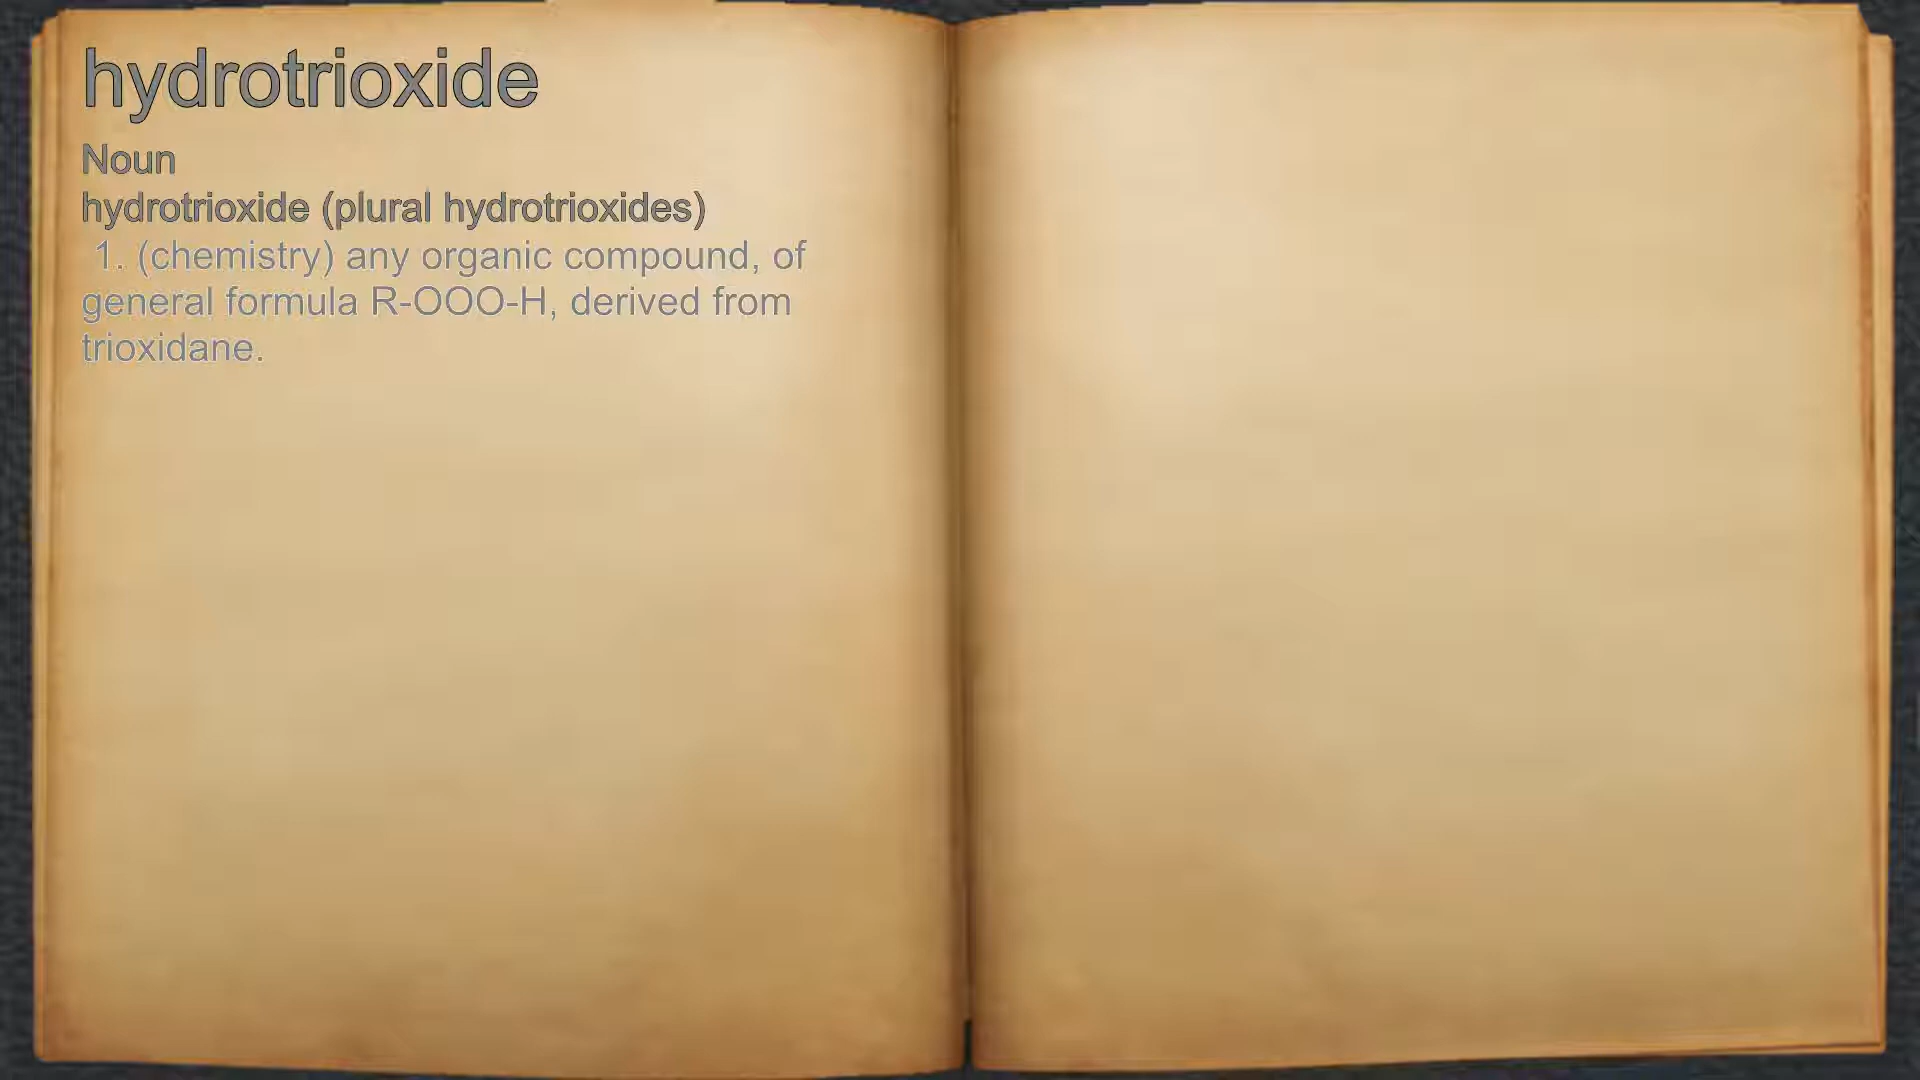 hydrotrioxide
Noun
hydrotrioxide (plural hydrotrioxides)
1. (chemistry) any organic compound, of
general formula R-OOO-H, derived from
trioxidane.